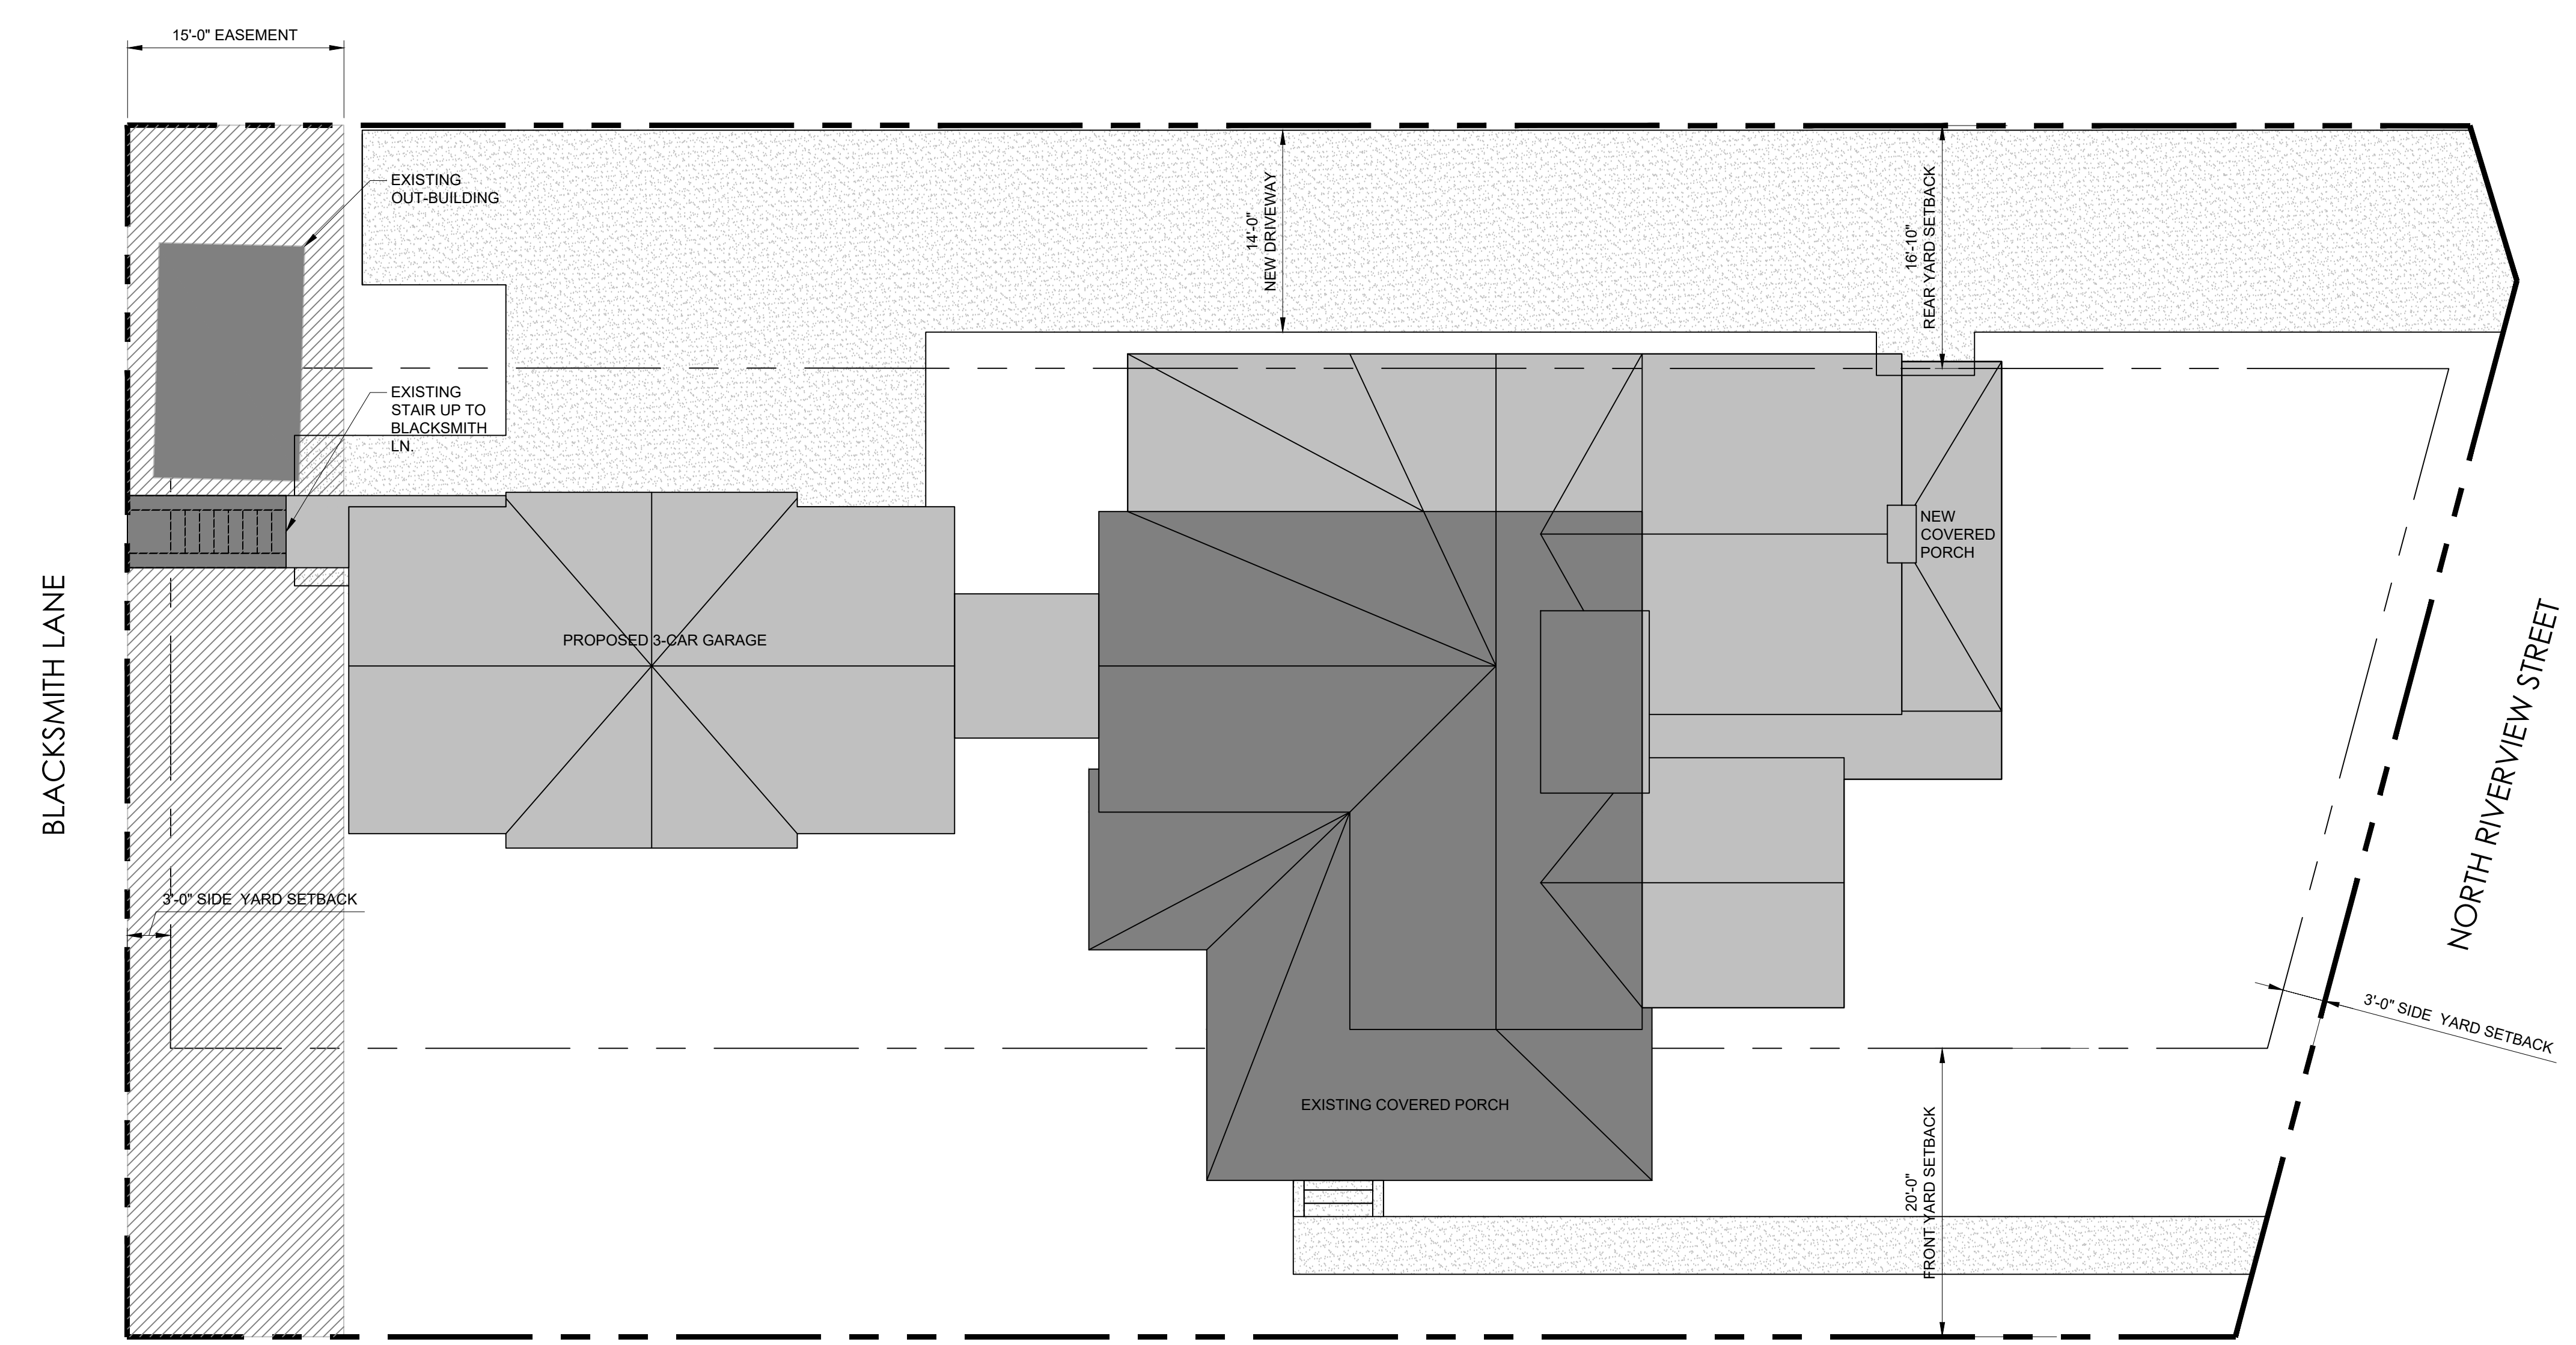 15'-0" EASEMENT
EXISTING
OUT-BUILDING
14'-0"
NEW DRIVEWAY
16'-10"
REAR YARD SETBACK
EXISTING
STAIR UP TO
BLACKSMITH
LN.
NEW
COVERED
PORCH
BLACKSMITH LANE
PROPOSED 3-CAR GARAGE
NORTH RIVERVIEW STREET
3'-0" SIDE YARD SETBACK
3'-0" SIDE YARD SETBACK
EXISTING COVERED PORCH
20'-0"
FRONT YARD SETBACK